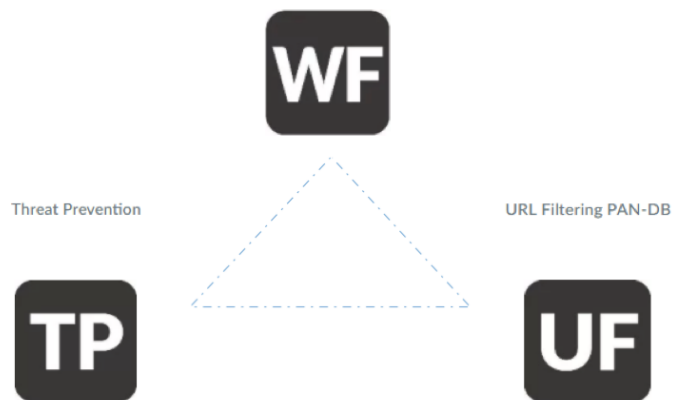 WF
Threat Prevention
URL Filtering PAN-DB
TP
UF